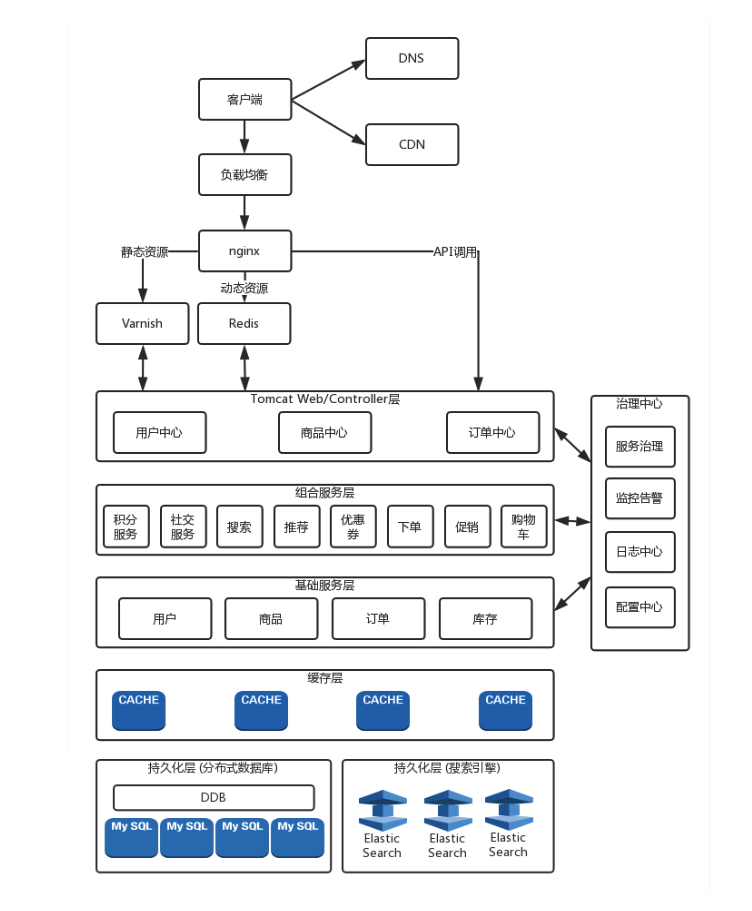 DNS
客户端
CDN
负载均衡
静态资源
nginx
API调用
动态资源
Varnish
Redis
Tomcat Web/Controller层
用户中心
商品中心
订单中心
治理中心
服务治理
监控告警
日志中心
配置中心
组合服务层
积分
服务
社交
服务
搜索
推荐
优惠
券
下单
促销
购物
车
基础服务层
用户
商品
订单
库存
缓存层
CACHE
CACHE
CACHE
CACHE
持久化层 (分布式数据库)
DDB
My SQL
My SQL
My SQL
My SQL
持久化层 (搜索引擎)
Elastic
Search
Elastic
Search
Elastic
Search